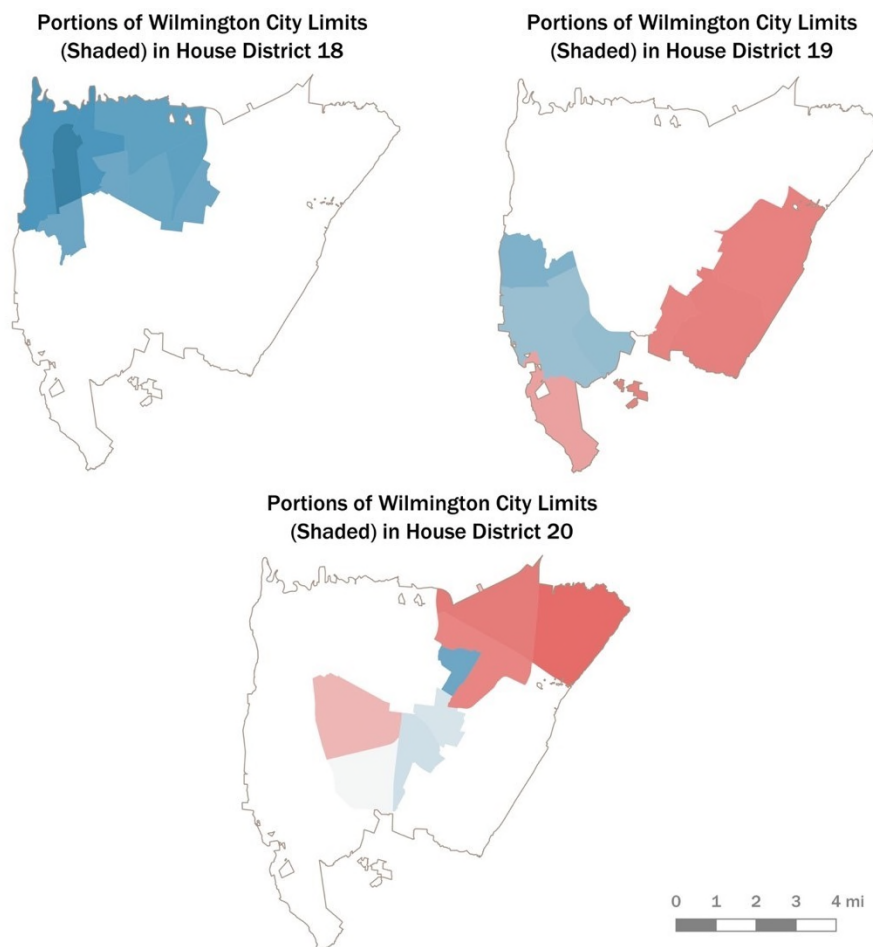 Portions of Wilmington City Limits
(Shaded) in House District 18
Portions of Wilmington City Limits
(Shaded) in House District 19
Portions of Wilmington City Limits
(Shaded) in House District 20
0 1 2 3 4 mi